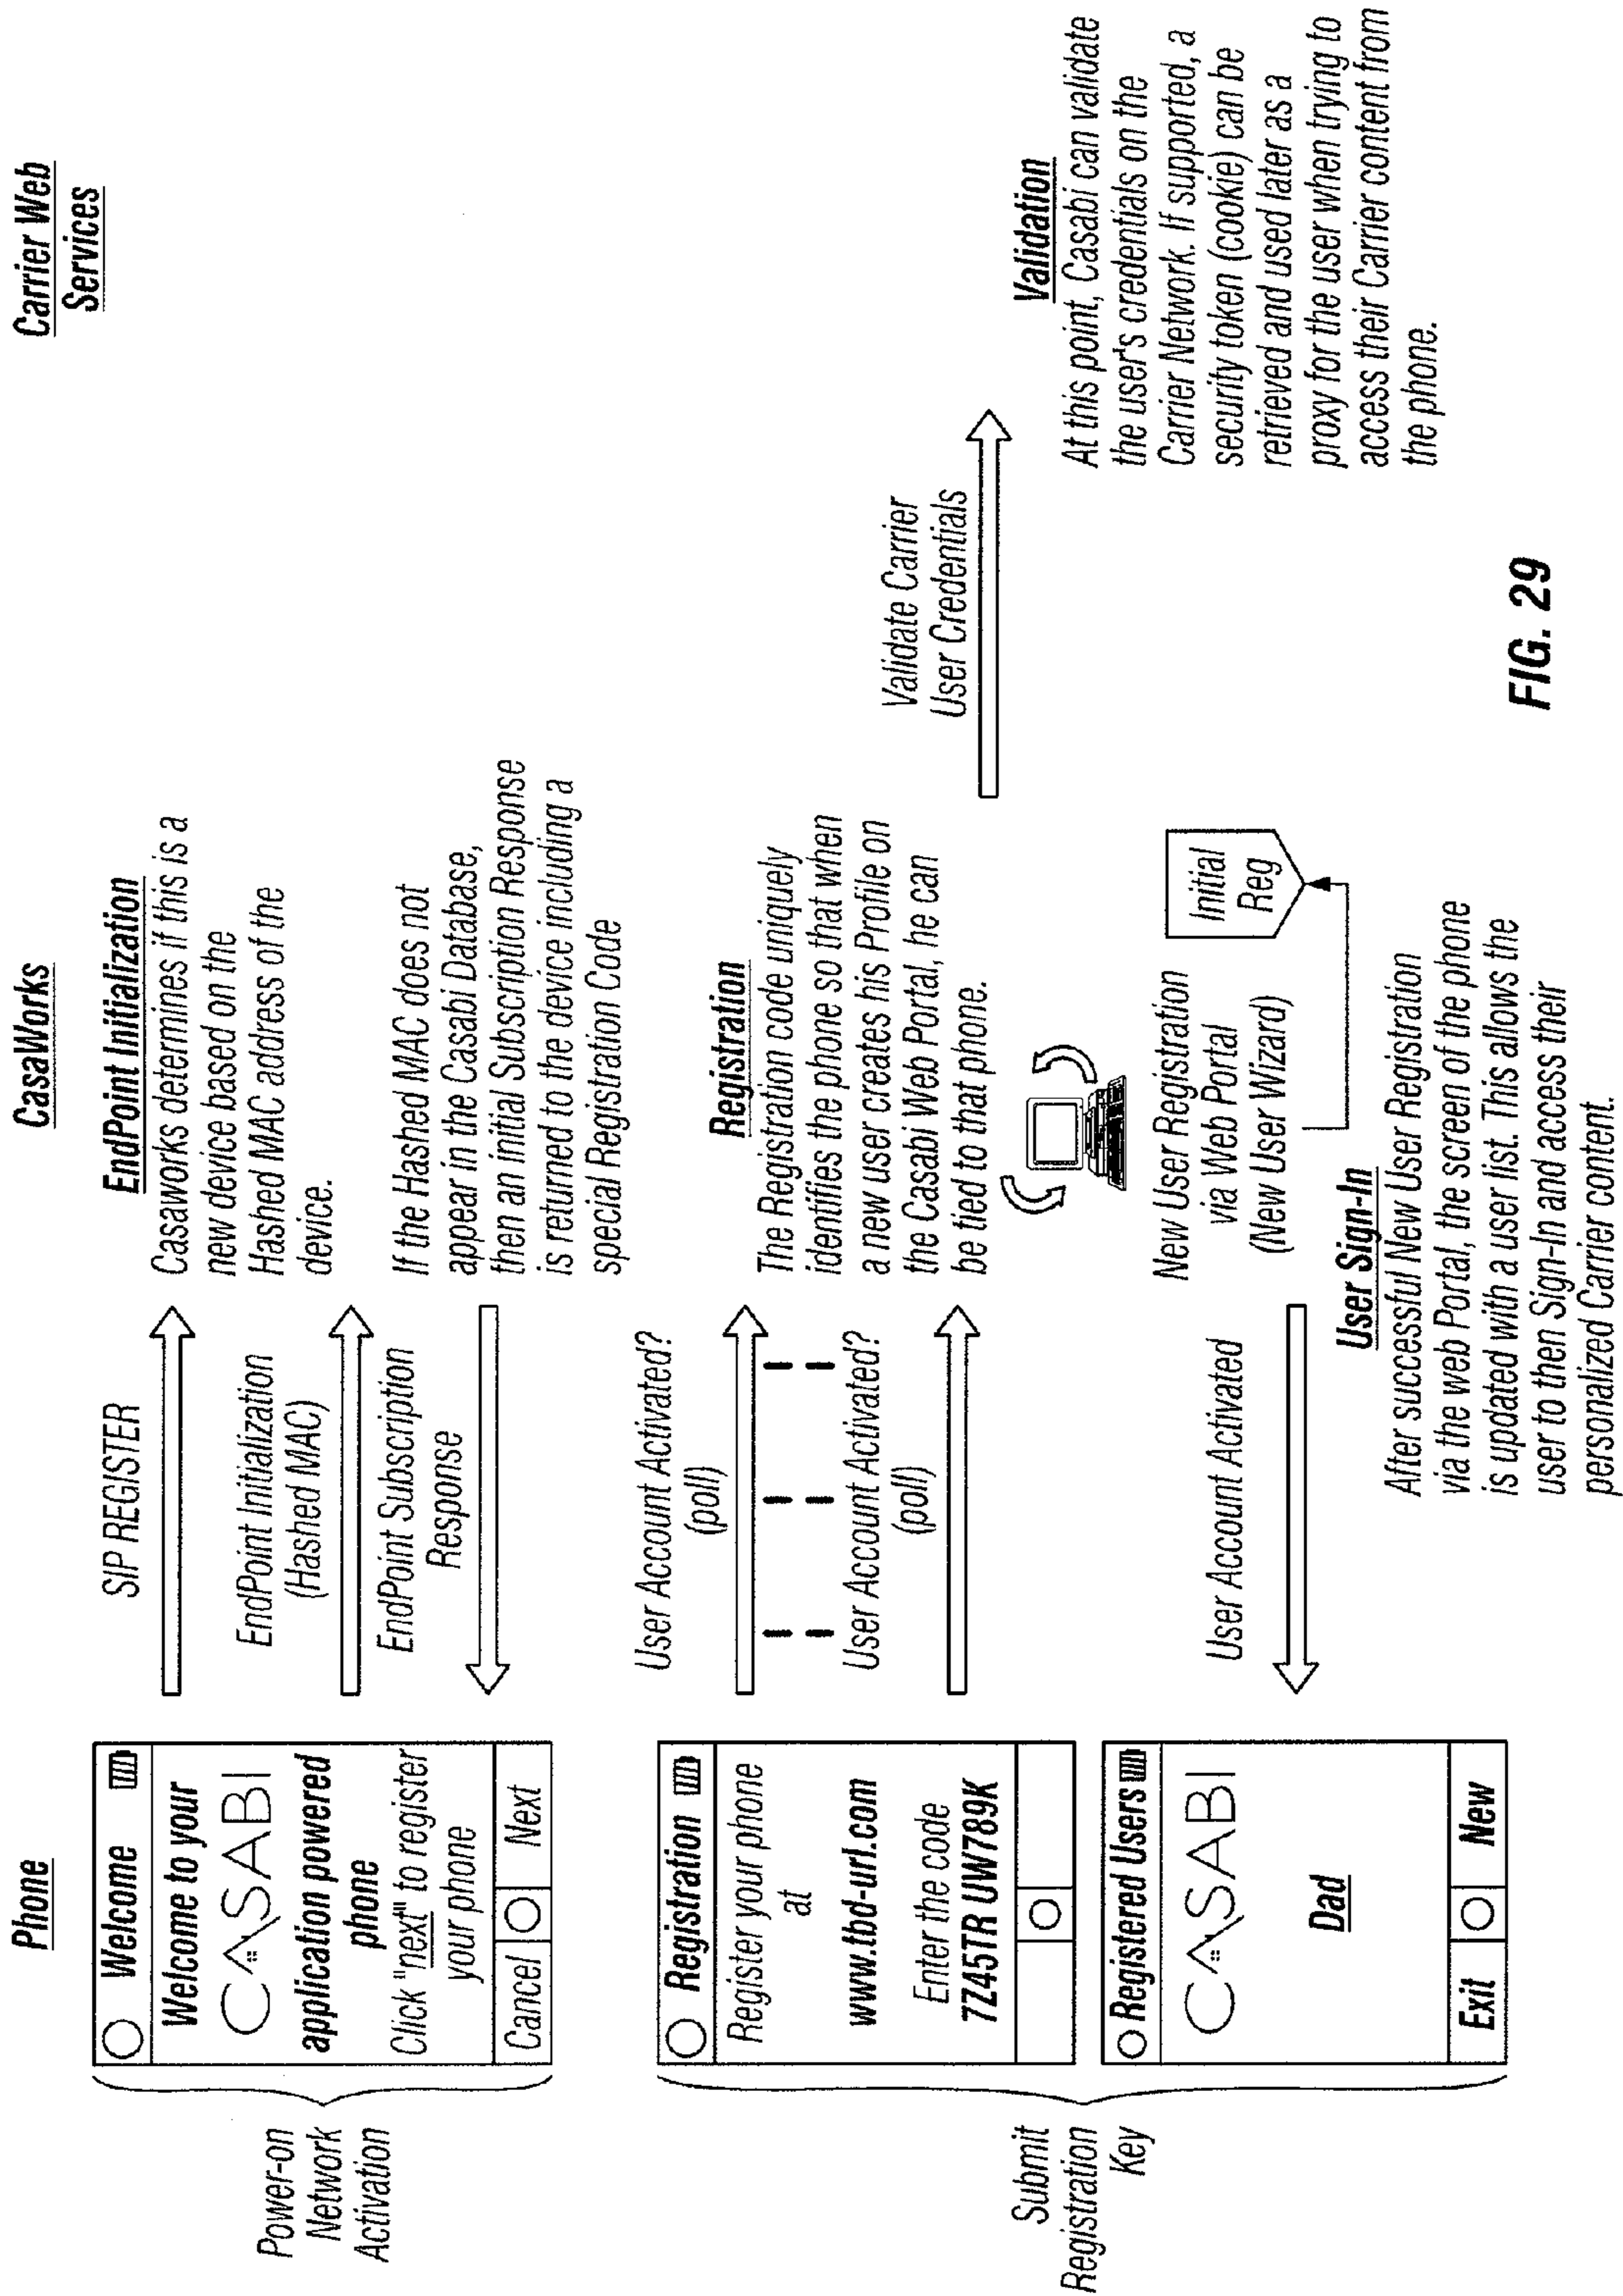 Phone
CasaWorks
Carrier Web
Services
Power-on
Network
Activation
Welcome
Welcome to your
CASABI
application powered
phone
Click "next" to register
your phone
Cancel
Next
SIP REGISTER
EndPoint Initialization
(Hashed MAC)
EndPoint Subscription
Response
EndPoint Initialization
Casaworks determines if this is a
new device based on the
Hashed MAC address of the
device.
If the Hashed MAC does not
appear in the Casabi Database,
then an initial Subscription Response
is returned to the device including a
special Registration Code
Submit
Registration
Key
Registration
Register your phone
at
www.tbd-url.com
Enter the code
7Z45TR UW789K
User Account Activated?
(poll)
User Account Activated?
(poll)
Registration
The Registration code uniquely
identifies the phone so that when
a new user creates his Profile on
the Casabi Web Portal, he can
be tied to that phone.
Validate Carrier
User Credentials
Validation
At this point, Casabi can validate
the user's credentials on the
Carrier Network. If supported, a
security token (cookie) can be
retrieved and used later as a
proxy for the user when trying to
access their Carrier content from
the phone.
New User Registration
via Web Portal
(New User Wizard)
Initial
Reg
Registered Users
CASABI
Dad
Exit
New
User Account Activated
User Sign-In
After successful New User Registration
via the web Portal, the screen of the phone
is updated with a user list. This allows the
user to then Sign-In and access their
personalized Carrier content.
FIG. 29